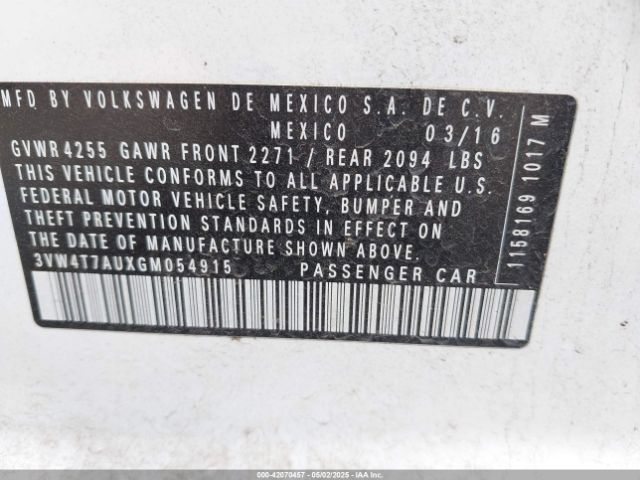 MFD BY VOLKSWAGEN DE MEXICO S.A. DE C.V.
MEXICO 03/16
GVWR 4255 GAWR FRONT 2271 / REAR 2094 LBS
THIS VEHICLE CONFORMS TO ALL APPLICABLE U.S.
FEDERAL MOTOR VEHICLE SAFETY, BUMPER AND
THEFT PREVENTION STANDARDS IN EFFECT ON
THE DATE OF MANUFACTURE SHOWN ABOVE.
3VW4T7AUXGM054915 PASSENGER CAR
1158169 1017 M
000-42070457 - 05/02/2025 - IAAI.COM